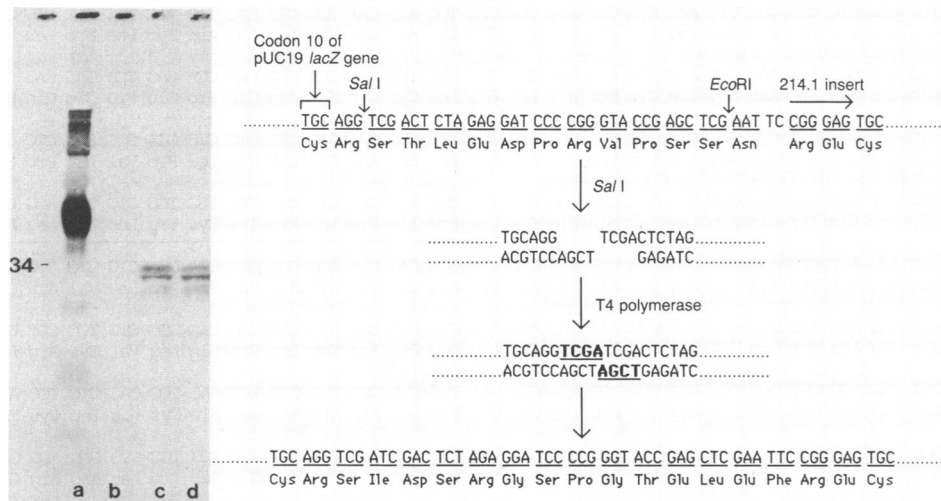 Codon 10 of
pUC19 lacZ gene
Sal I
EcoRI
214.1 insert
..........TGC AGG TCG ACT CTA GAG GAT CCC CGG GTA CCG AGC TCG AAT TC CGG GAG TGC..........
Cys Arg Ser Thr Leu Glu Asp Pro Arg Val Pro Ser Ser Asn Arg Glu Cys
Sal I
..........TGCAGG TCGACTCTAG..........
..........ACGTCCAGCT GAGATC..........
T4 polymerase
..........TGCAGGTCGATCGACTCTAG..........
..........ACGTCCAGCTAGCTGAGATC..........
..........TGC AGG TCG ATC GAC TCT AGA GGA TCC CCG GGT ACC GAG CTC GAA TTC CGG GAG TGC..........
Cys Arg Ser Ile Asp Ser Arg Gly Ser Pro Gly Thr Glu Leu Glu Phe Arg Glu Cys
34 -
a b c d